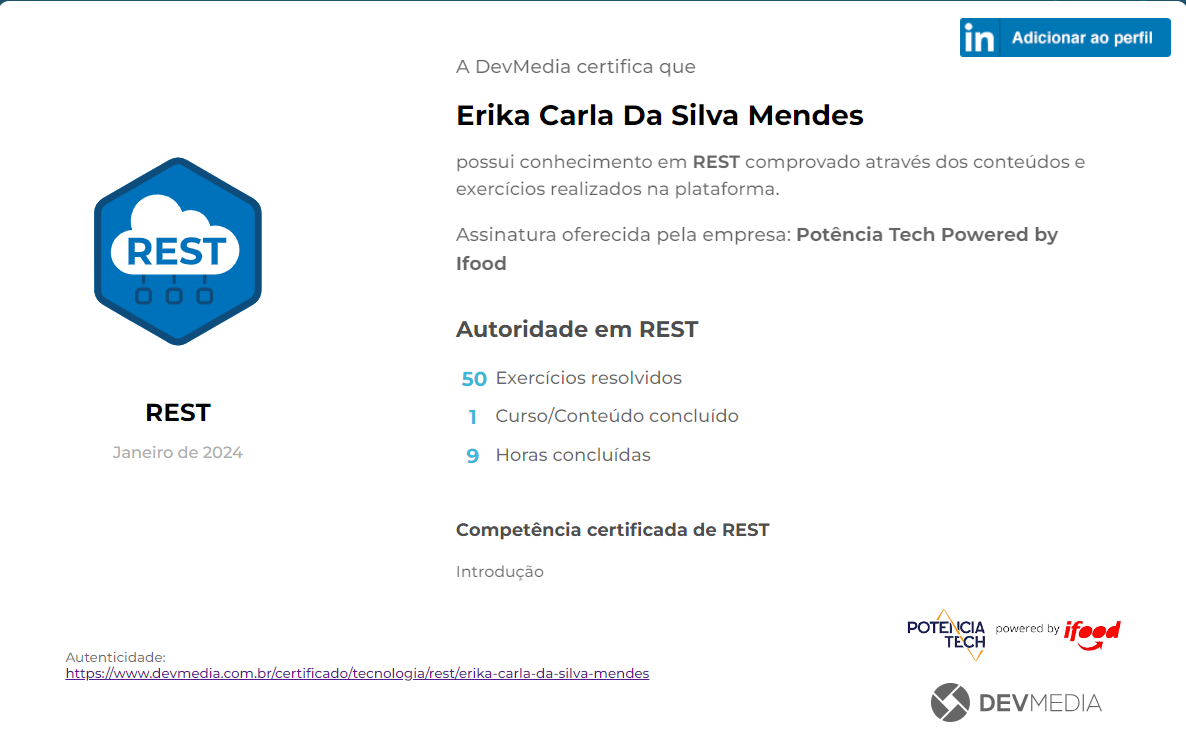 in Adicionar ao perfil
A DevMedia certifica que
Erika Carla Da Silva Mendes
possui conhecimento em REST comprovado através dos conteúdos e
exercícios realizados na plataforma.
Assinatura oferecida pela empresa: Potência Tech Powered by
Ifood
REST
REST
Janeiro de 2024
Autoridade em REST
50 Exercícios resolvidos
1 Curso/Conteúdo concluído
9 Horas concluídas
Competência certificada de REST
Introdução
POTÊNCIA
TECH
powered by ifood
Autenticidade:
https://www.devmedia.com.br/certificado/tecnologia/rest/erika-carla-da-silva-mendes
DEVMEDIA